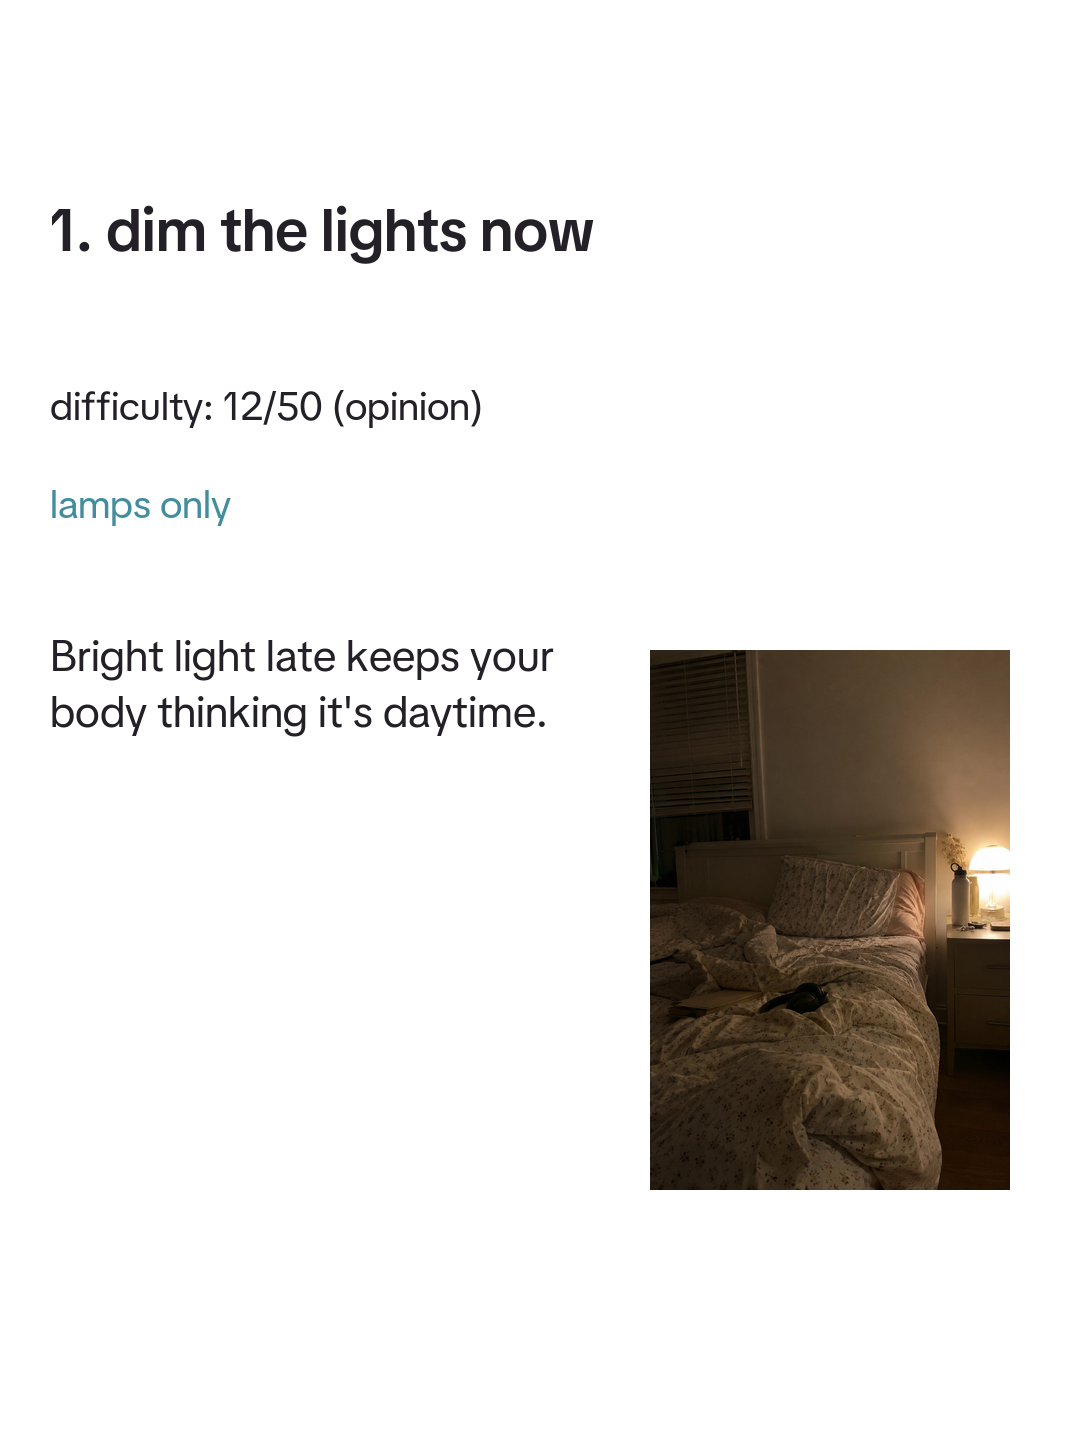 1. dim the lights now
difficulty: 12/50 (opinion)
lamps only
Bright light late keeps your
body thinking it's daytime.